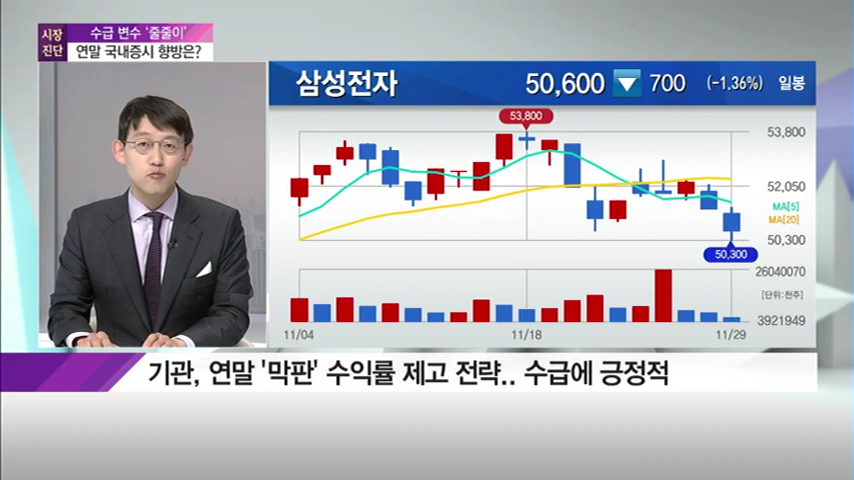 시장
진단
수급 변수 '줄줄이'
연말 국내증시 향방은?
삼성전자 50,600 ▼ 700 (-1.36%) 일봉
53,800
53,800
52,050
MA[5]
MA[20]
50,300
50,300
26040070
[단위:천주]
3921949
11/04 11/18 11/29
기관, 연말 '막판' 수익률 제고 전략.. 수급에 긍정적